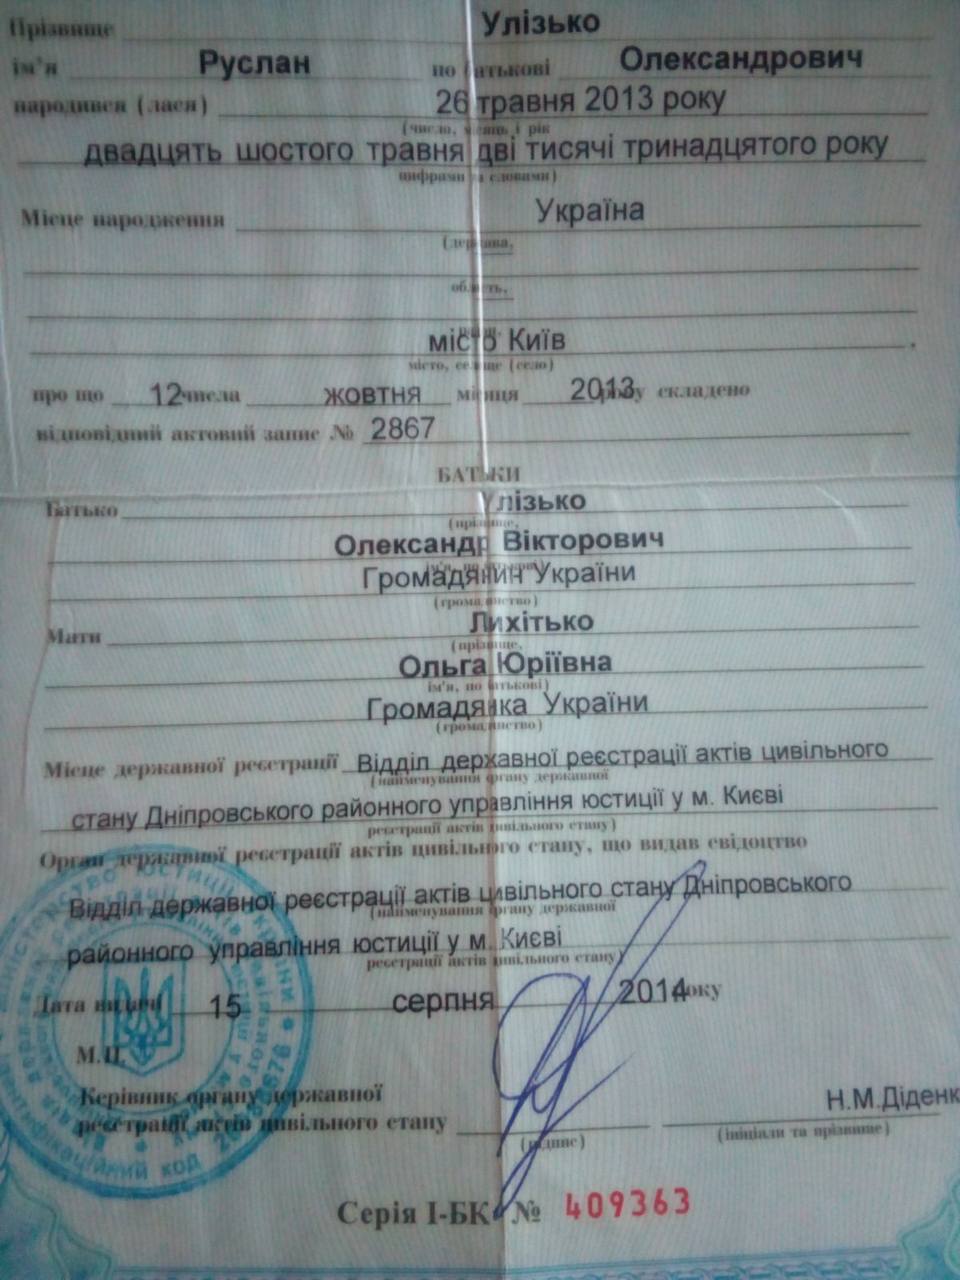 Прізвище Улізько
ім'я Руслан по батькові Олександрович
народився (лася) 26 травня 2013 року
(число, місяць і рік
двадцять шостого травня дві тисячі тринадцятого року
цифрами та словами)
Місце народження Україна
(держава,
область,
район,
місто Київ
місто, селище (село)
про що 12 числа жовтня місяця 2013 року складено
відповідний актовий запис № 2867
БАТЬКИ
Батько Улізько
(прізвище,
Олександр Вікторович
ім'я, по батькові)
Громадянин України
(громадянство)
Мати Лихітько
(прізвище,
Ольга Юріївна
ім'я, по батькові)
Громадянка України
(громадянство)
Місце державної реєстрації Відділ державної реєстрації актів цивільного
(найменування органу державної
стану Дніпровського районного управління юстиції у м. Києві
реєстрації актів цивільного стану)
Орган державної реєстрації актів цивільного стану, що видав свідоцтво
Відділ державної реєстрації актів цивільного стану Дніпровського
(найменування органу державної
районного управління юстиції у м. Києві
реєстрації актів цивільного стану)
Дата видачі 15 серпня 2014 року
М.П.
Керівник органу державної
реєстрації актів цивільного стану Н.М.Діденк
(підпис) (ініціали та прізвище)
Серія І-БК № 409363